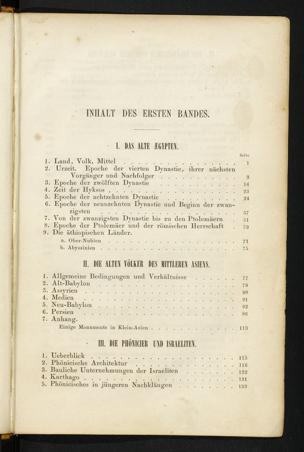 INHALT DES ERSTEN BANDES.
I. DAS ALTE ÆGYPTEN.
Seite
1. Land, Volk, Mittel 1
2. Urzeit. Epoche der vierten Dynastie, ihrer nächsten
Vorgänger und Nachfolger 9
3. Epoche der zwölften Dynastie 14
4. Zeit der Hyksos 23
5. Epoche der achtzehnten Dynastie 24
6. Epoche der neunzehnten Dynastie und Beginn der zwan-
zigsten 37
7. Von der zwanzigsten Dynastie bis zu den Ptolemäern 51
8. Epoche der Ptolemäer und der römischen Herrschaft 59
9. Die äthiopischen Länder.
a. Ober-Nubien 71
b. Abyssinien 75
II. DIE ALTEN VÖLKER DES MITTLEREN ASIENS.
1. Allgemeine Bedingungen und Verhältnisse 77
2. Alt-Babylon 79
3. Assyrien 80
4. Medien 91
5. Neu-Babylon 92
6. Persien 96
7. Anhang.
Einige Monumente in Klein-Asien 113
III. DIE PHÖNICIER UND ISRAELITEN.
1. Ueberblick 115
2. Phönicische Architektur 116
3. Bauliche Unternehmungen der Israeliten 122
4. Karthago 131
5. Phönicisches in jüngeren Nachklängen 133